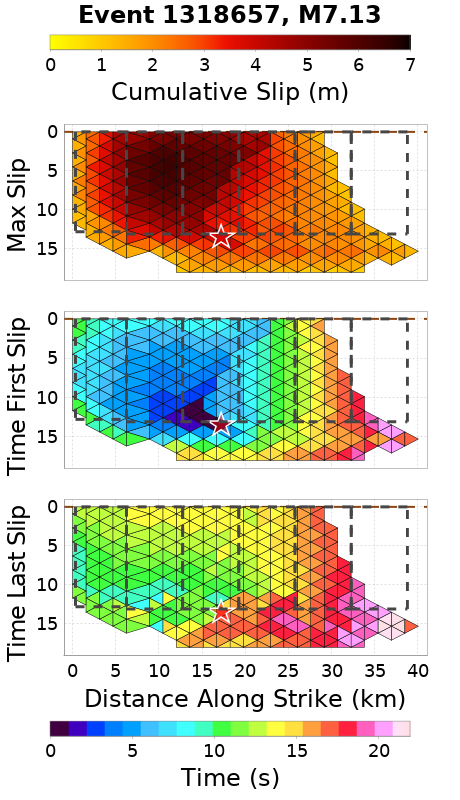 Event 1318657, M7.13
0 1 2 3 4 5 6 7
Cumulative Slip (m)
Max Slip
0
5
10
15
Time First Slip
0
5
10
15
Time Last Slip
0
5
10
15
0 5 10 15 20 25 30 35 40
Distance Along Strike (km)
0 5 10 15 20
Time (s)